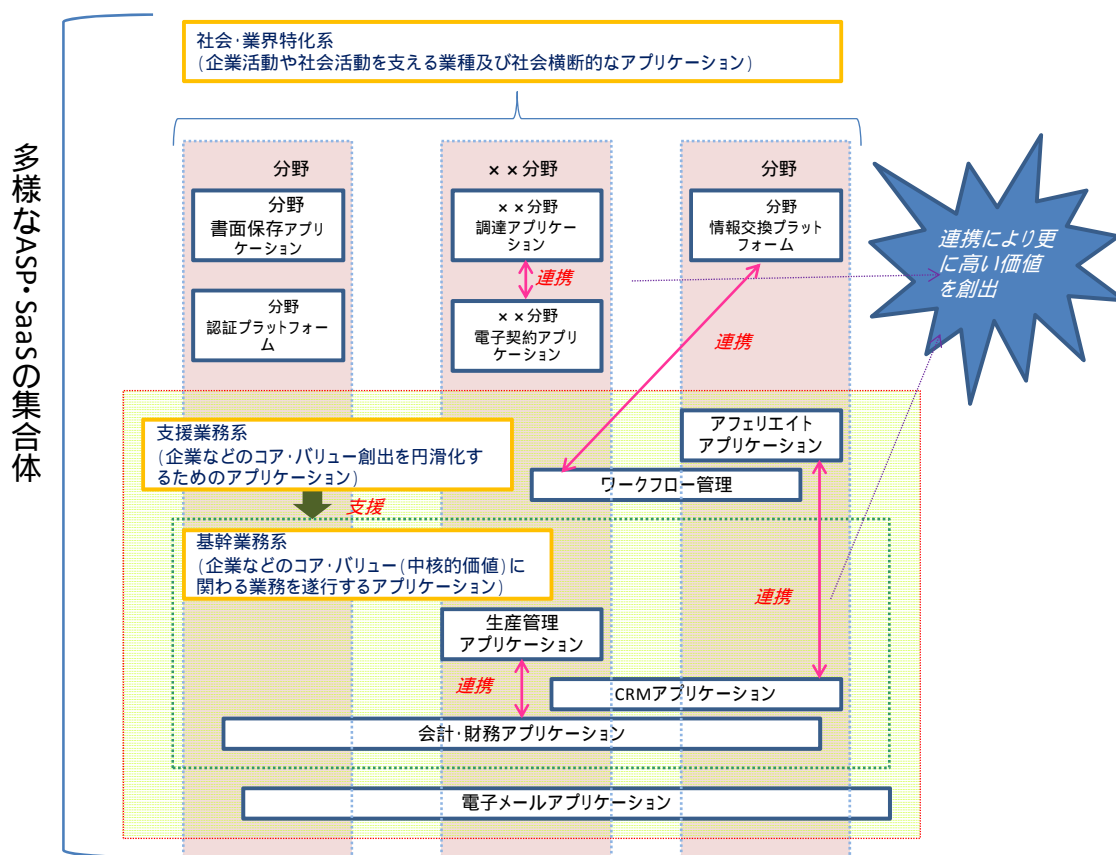 多様なASP・SaaSの集合体
社会・業界特化系
(企業活動や社会活動を支える業種及び社会横断的なアプリケーション)
分野
分野
書面保存アプリ
ケーション
分野
認証プラットフォー
ム
××分野
××分野
調達アプリケー
ション
連携
××分野
電子契約アプリ
ケーション
分野
分野
情報交換プラット
フォーム
連携
連携により更
に高い価値
を創出
支援業務系
(企業などのコア・バリュー創出を円滑化す
るためのアプリケーション)
支援
アフェリエイト
アプリケーション
ワークフロー管理
基幹業務系
(企業などのコア・バリュー(中核的価値)に
関わる業務を遂行するアプリケーション)
連携
生産管理
アプリケーション
連携
CRMアプリケーション
会計・財務アプリケーション
電子メールアプリケーション